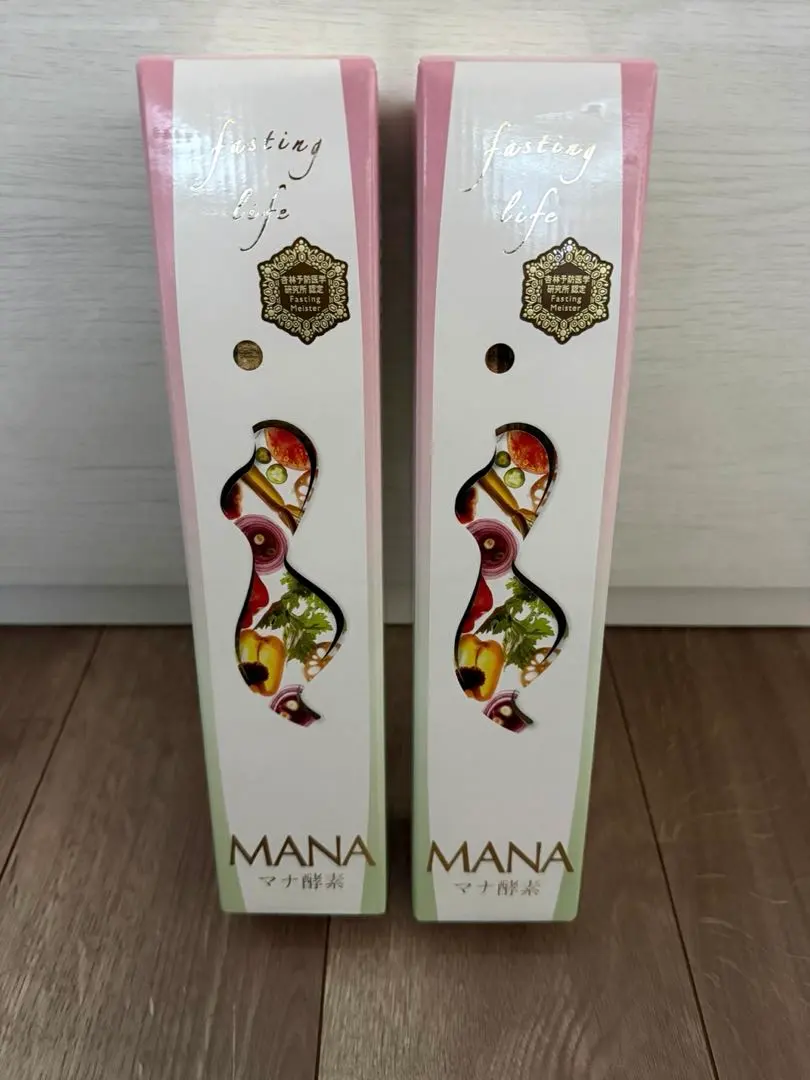 fasting
life
杏林予防医学
研究所 認定
Fasting
Meister
MANA
マナ酵素
fasting
life
杏林予防医学
研究所 認定
Fasting
Meister
MANA
マナ酵素